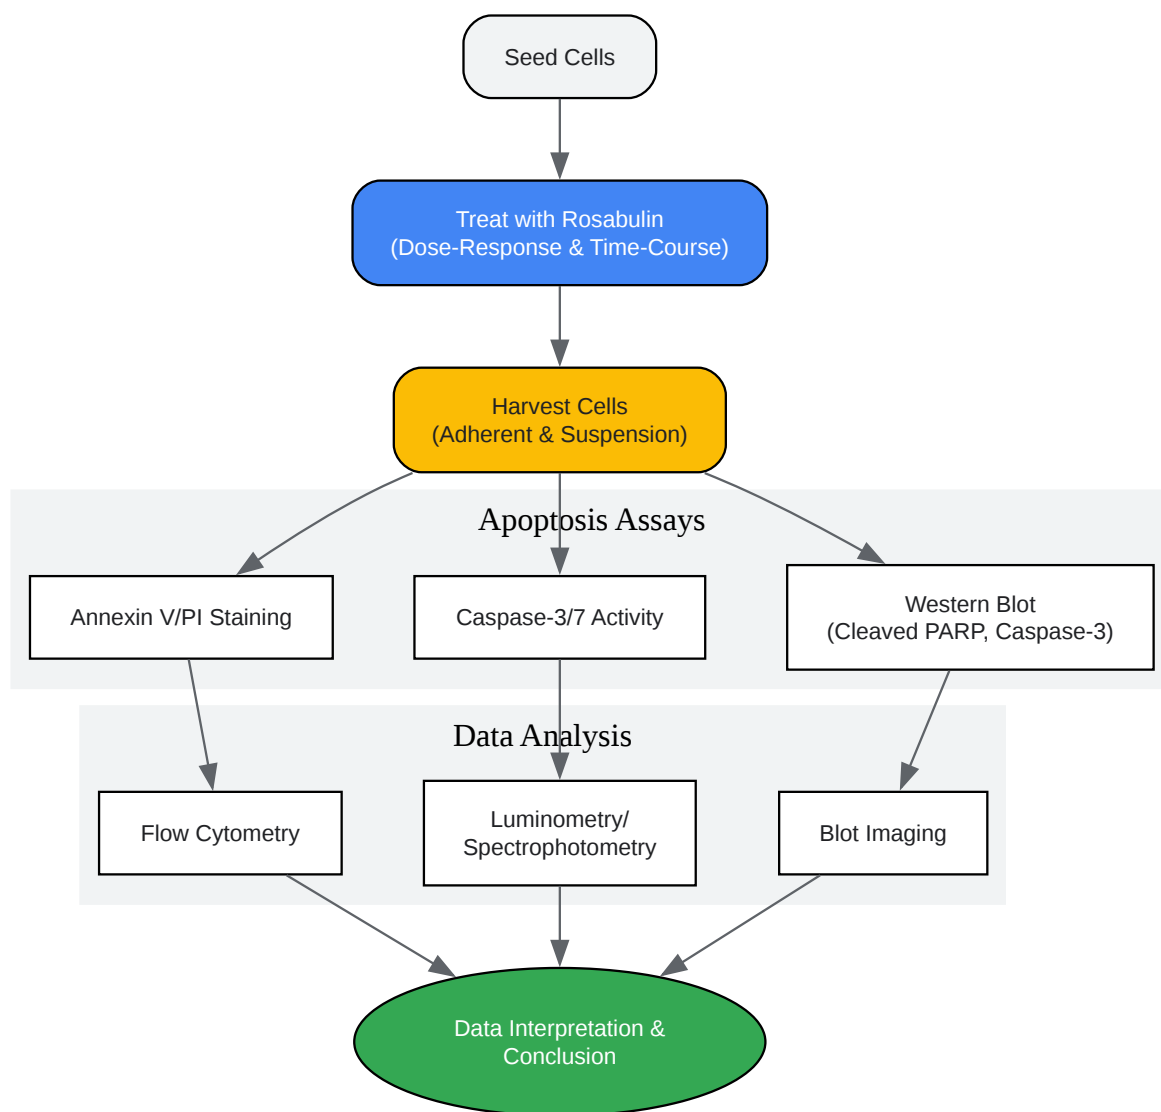 Seed Cells
Treat with Rosabulin
(Dose-Response & Time-Course)
Harvest Cells
(Adherent & Suspension)
Apoptosis Assays
Annexin V/PI Staining
Caspase-3/7 Activity
Western Blot
(Cleaved PARP, Caspase-3)
Data Analysis
Flow Cytometry
Luminometry/
Spectrophotometry
Blot Imaging
Data Interpretation &
Conclusion